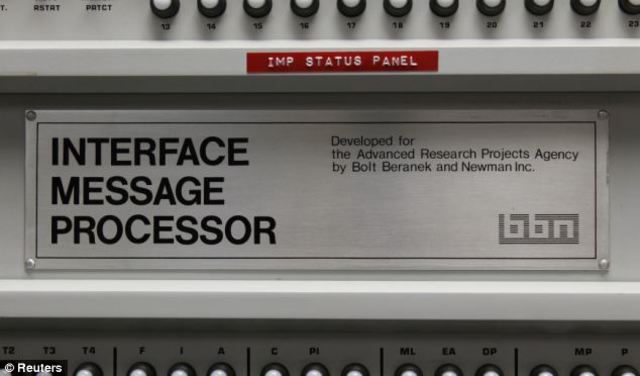 RSTRT PRTCT
13 14 15 16 17 18 19 20 21 22 23
IMP STATUS PANEL
INTERFACE
MESSAGE
PROCESSOR
Developed for
the Advanced Research Projects Agency
by Bolt Beranek and Newman Inc.
bbn
T2 T3 T4 F I A C PI ML EA OP MP P
© Reuters